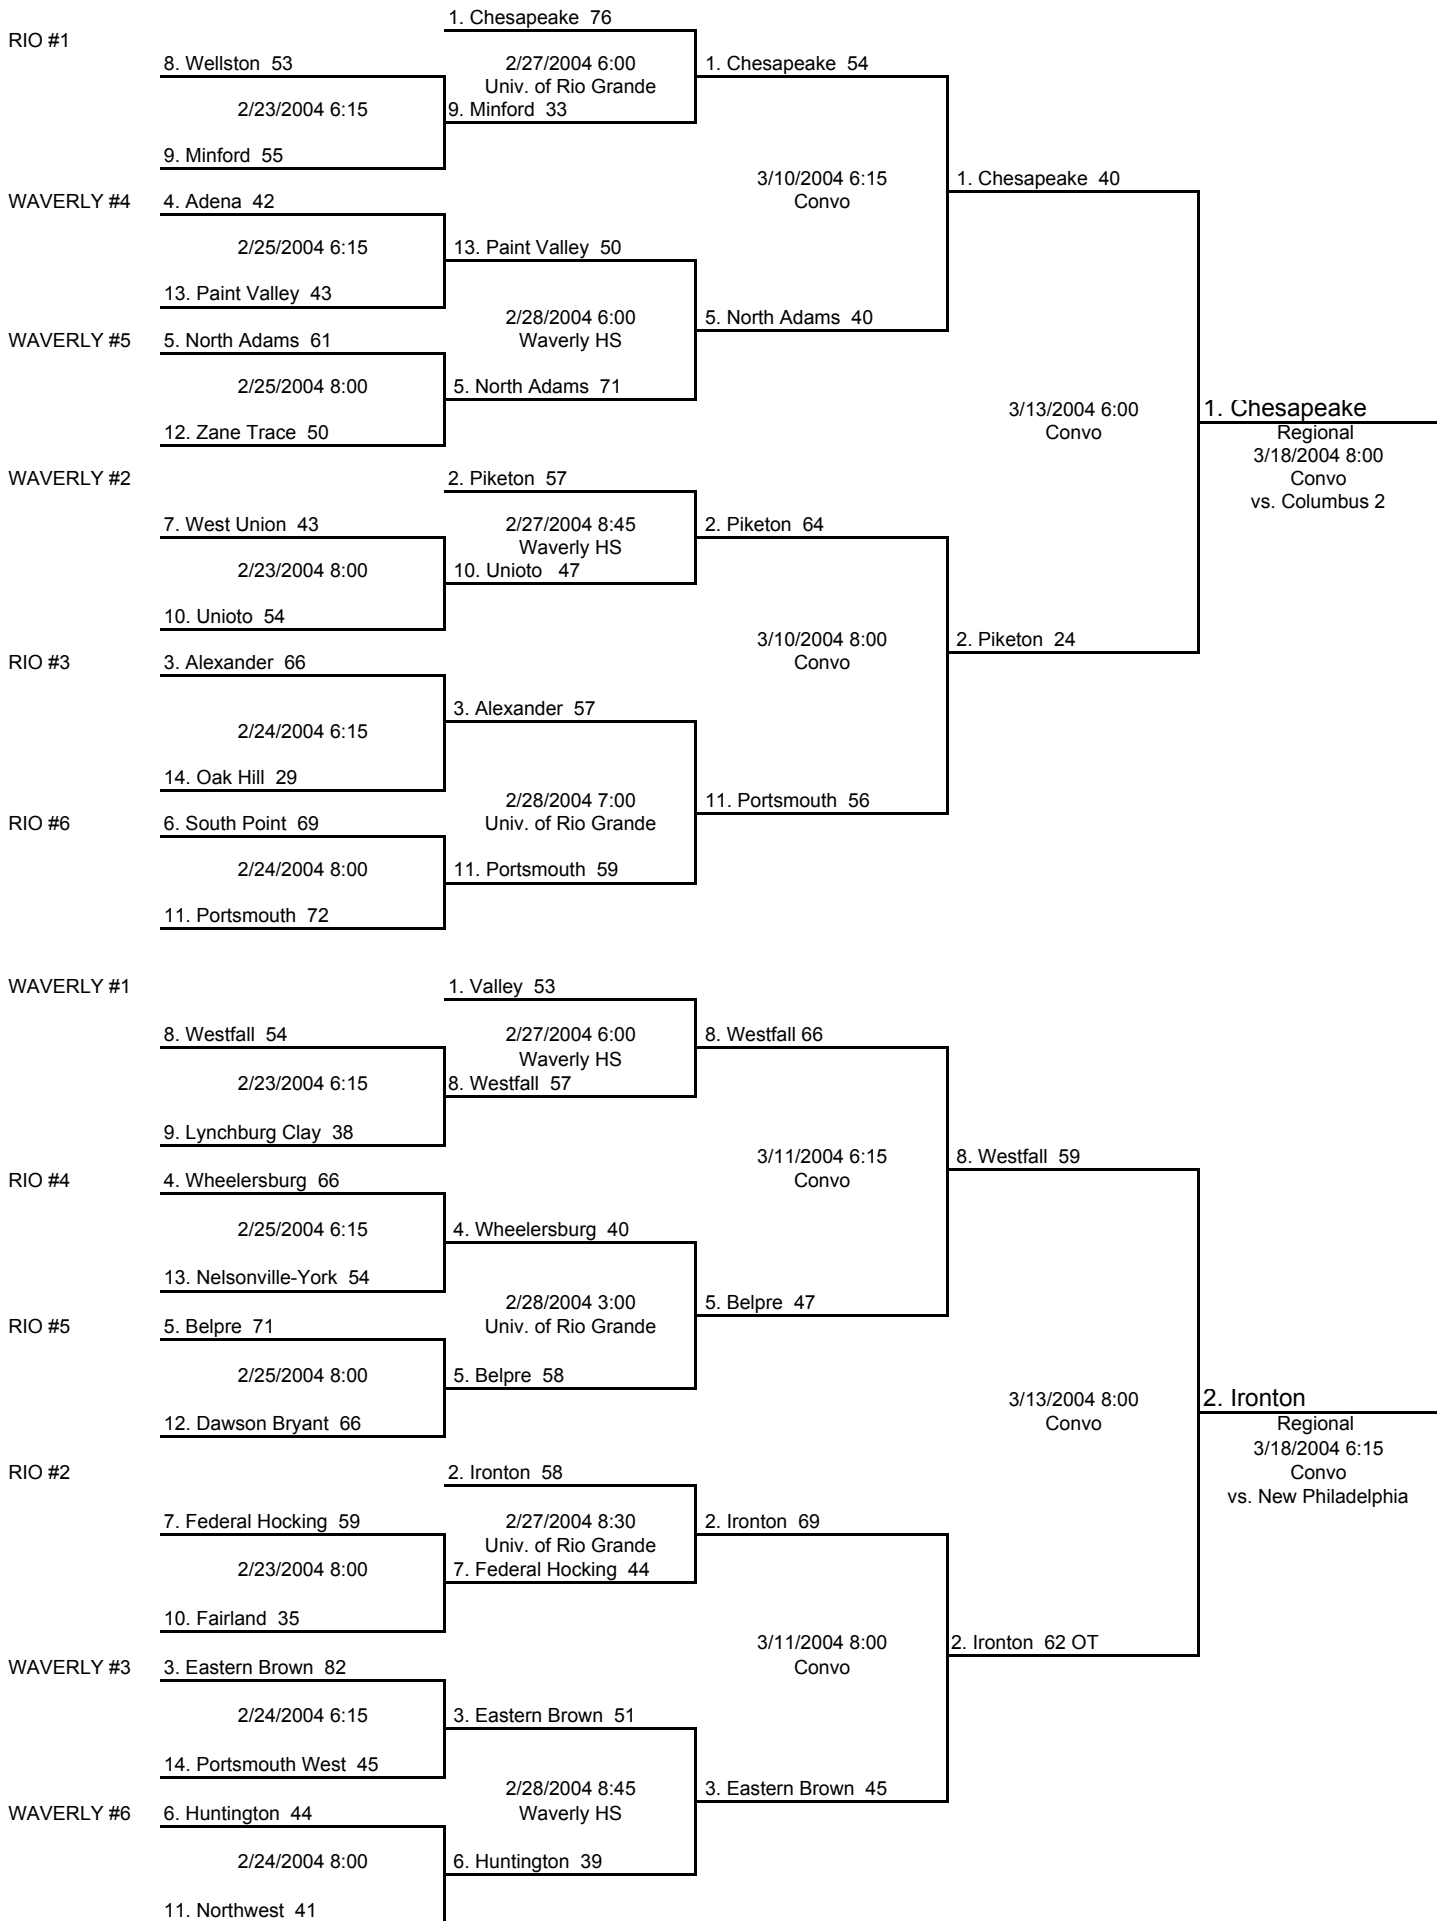 1. Chesapeake 76
RIO #1
8. Wellston 53
2/27/2004 6:00
1. Chesapeake 54
Univ. of Rio Grande
2/23/2004 6:15
9. Minford 33
9. Minford 55
3/10/2004 6:15
1. Chesapeake 40
WAVERLY #4
4. Adena 42
Convo
2/25/2004 6:15
13. Paint Valley 50
13. Paint Valley 43
2/28/2004 6:00
5. North Adams 40
WAVERLY #5
5. North Adams 61
Waverly HS
2/25/2004 8:00
5. North Adams 71
3/13/2004 6:00
1. Chesapeake
12. Zane Trace 50
Convo
Regional
3/18/2004 8:00
WAVERLY #2
2. Piketon 57
Convo
vs. Columbus 2
7. West Union 43
2/27/2004 8:45
2. Piketon 64
Waverly HS
2/23/2004 8:00
10. Unioto 47
10. Unioto 54
3/10/2004 8:00
2. Piketon 24
RIO #3
3. Alexander 66
Convo
3. Alexander 57
2/24/2004 6:15
14. Oak Hill 29
2/28/2004 7:00
11. Portsmouth 56
RIO #6
6. South Point 69
Univ. of Rio Grande
2/24/2004 8:00
11. Portsmouth 59
11. Portsmouth 72
WAVERLY #1
1. Valley 53
8. Westfall 54
2/27/2004 6:00
8. Westfall 66
Waverly HS
2/23/2004 6:15
8. Westfall 57
9. Lynchburg Clay 38
3/11/2004 6:15
8. Westfall 59
RIO #4
4. Wheelersburg 66
Convo
2/25/2004 6:15
4. Wheelersburg 40
13. Nelsonville-York 54
2/28/2004 3:00
5. Belpre 47
RIO #5
5. Belpre 71
Univ. of Rio Grande
2/25/2004 8:00
5. Belpre 58
3/13/2004 8:00
2. Ironton
12. Dawson Bryant 66
Convo
Regional
3/18/2004 6:15
RIO #2
2. Ironton 58
Convo
vs. New Philadelphia
7. Federal Hocking 59
2/27/2004 8:30
2. Ironton 69
Univ. of Rio Grande
2/23/2004 8:00
7. Federal Hocking 44
10. Fairland 35
3/11/2004 8:00
2. Ironton 62 OT
WAVERLY #3
3. Eastern Brown 82
Convo
2/24/2004 6:15
3. Eastern Brown 51
14. Portsmouth West 45
2/28/2004 8:45
3. Eastern Brown 45
WAVERLY #6
6. Huntington 44
Waverly HS
2/24/2004 8:00
6. Huntington 39
11. Northwest 41